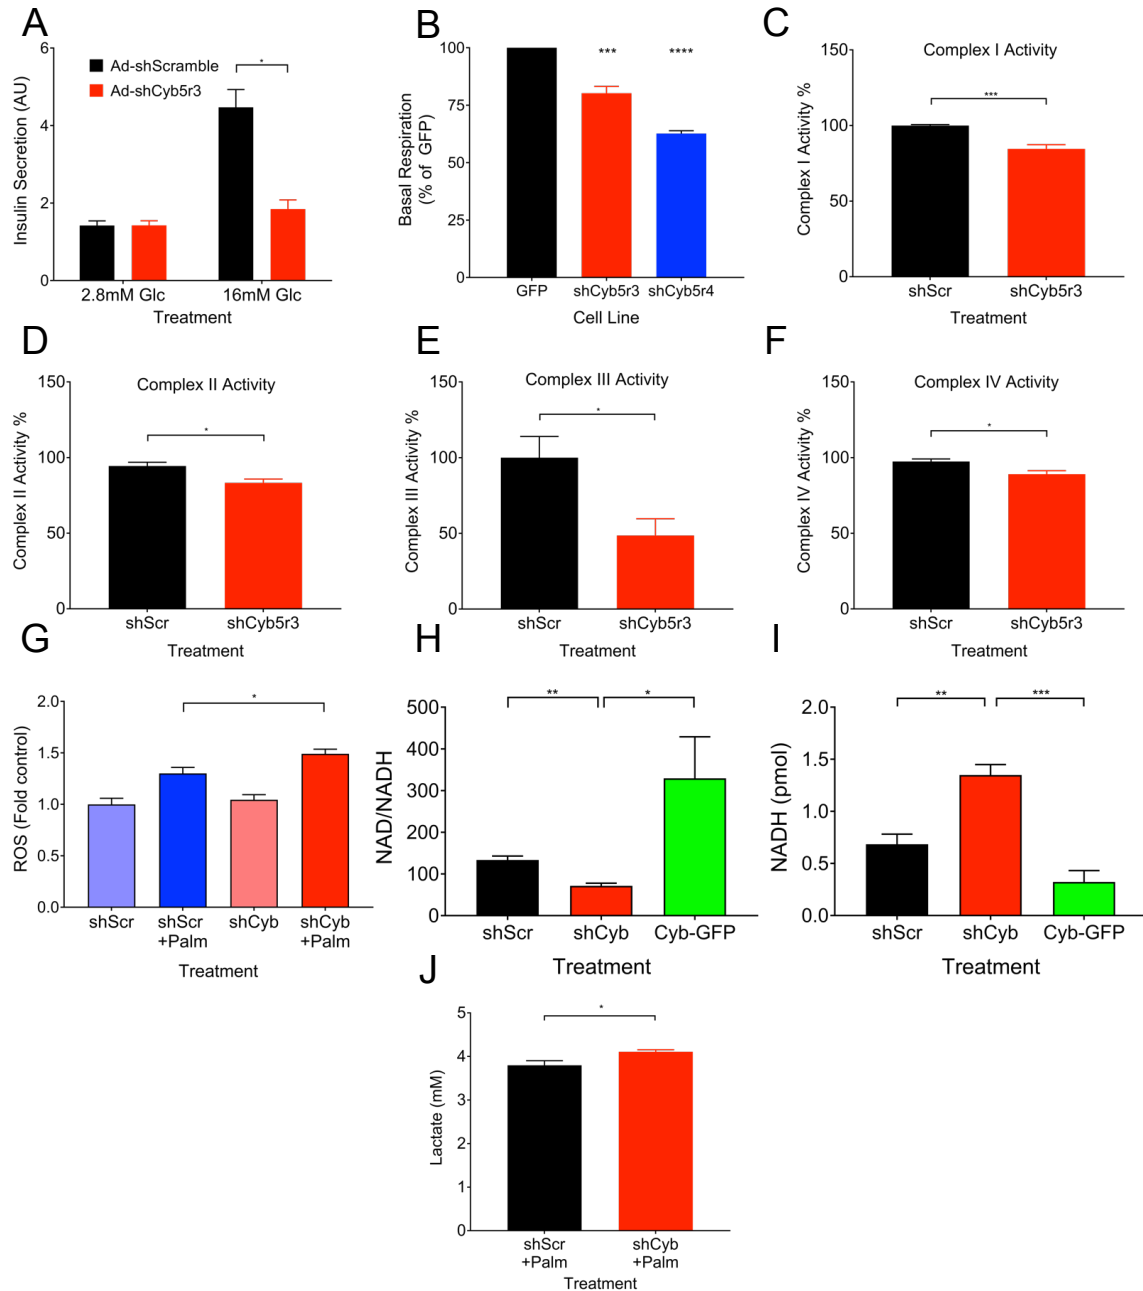 A
Insulin Secretion (AU)
6
4
2
0
Ad-shScramble
Ad-shCyb5r3
*
2.8mM Glc
16mM Glc
Treatment
B
Basal Respiration
(% of GFP)
100
75
50
25
0
***
****
GFP
shCyb5r3
shCyb5r4
Cell Line
C
Complex I Activity
Complex I Activity %
150
100
50
0
***
shScr
shCyb5r3
Treatment
D
Complex II Activity
Complex II Activity %
150
100
50
0
*
shScr
shCyb5r3
Treatment
E
Complex III Activity
Complex III Activity %
150
100
50
0
*
shScr
shCyb5r3
Treatment
F
Complex IV Activity
Complex IV Activity %
150
100
50
0
*
shScr
shCyb5r3
Treatment
G
ROS (Fold control)
2.0
1.5
1.0
0.5
0.0
*
shScr
shScr
+Palm
shCyb
shCyb
+Palm
Treatment
H
NAD/NADH
500
400
300
200
100
0
**
*
shScr
shCyb
Cyb-GFP
Treatment
I
NADH (pmol)
2.0
1.5
1.0
0.5
0.0
**
***
shScr
shCyb
Cyb-GFP
Treatment
J
Lactate (mM)
5
4
3
2
1
0
*
shScr
+Palm
shCyb
+Palm
Treatment